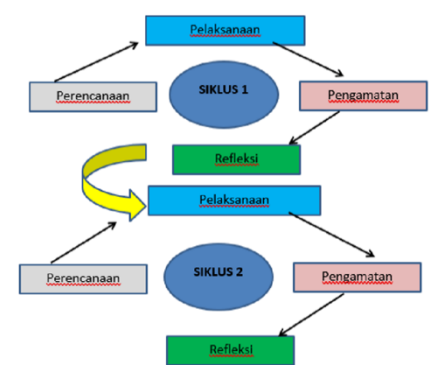 Pelaksanaan
Perencanaan
SIKLUS 1
Pengamatan
Refleksi
Pelaksanaan
Perencanaan
SIKLUS 2
Pengamatan
Refleksi